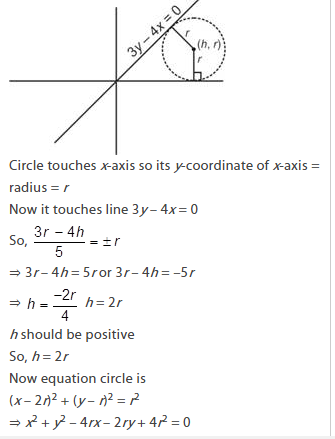 3y – 4x = 0
r
(h, r)
r
Circle touches x-axis so its y-coordinate of x-axis =
radius = r
Now it touches line 3y – 4x = 0
So, \frac{3r – 4h}{5} = ±r
⇒ 3r – 4h = 5r or 3r – 4h = –5r
⇒ h = \frac{–2r}{4} h = 2r
h should be positive
So, h = 2r
Now equation circle is
(x – 2r)² + (y – r)² = r²
⇒ x² + y² – 4rx – 2ry + 4r² = 0